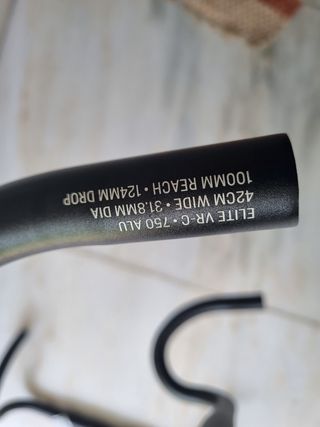 ELITE VR-C • 750 ALU
42CM WIDE • 31.8MM DIA
100MM REACH • 124MM DROP